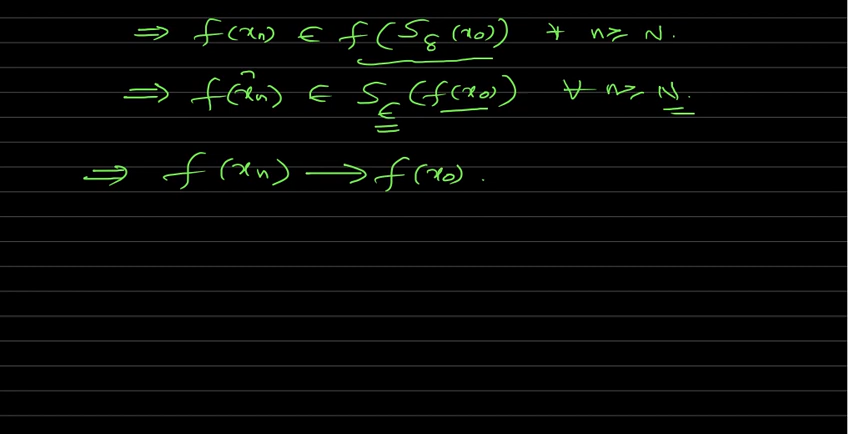 ⇒ f(xₙ) ∈ f(S_δ(x₀)) ∀ n ≥ N.
⇒ f(xₙ) ∈ S_ϵ(f(x₀)) ∀ n ≥ N.
⇒ f(xₙ) ⟶ f(x₀).